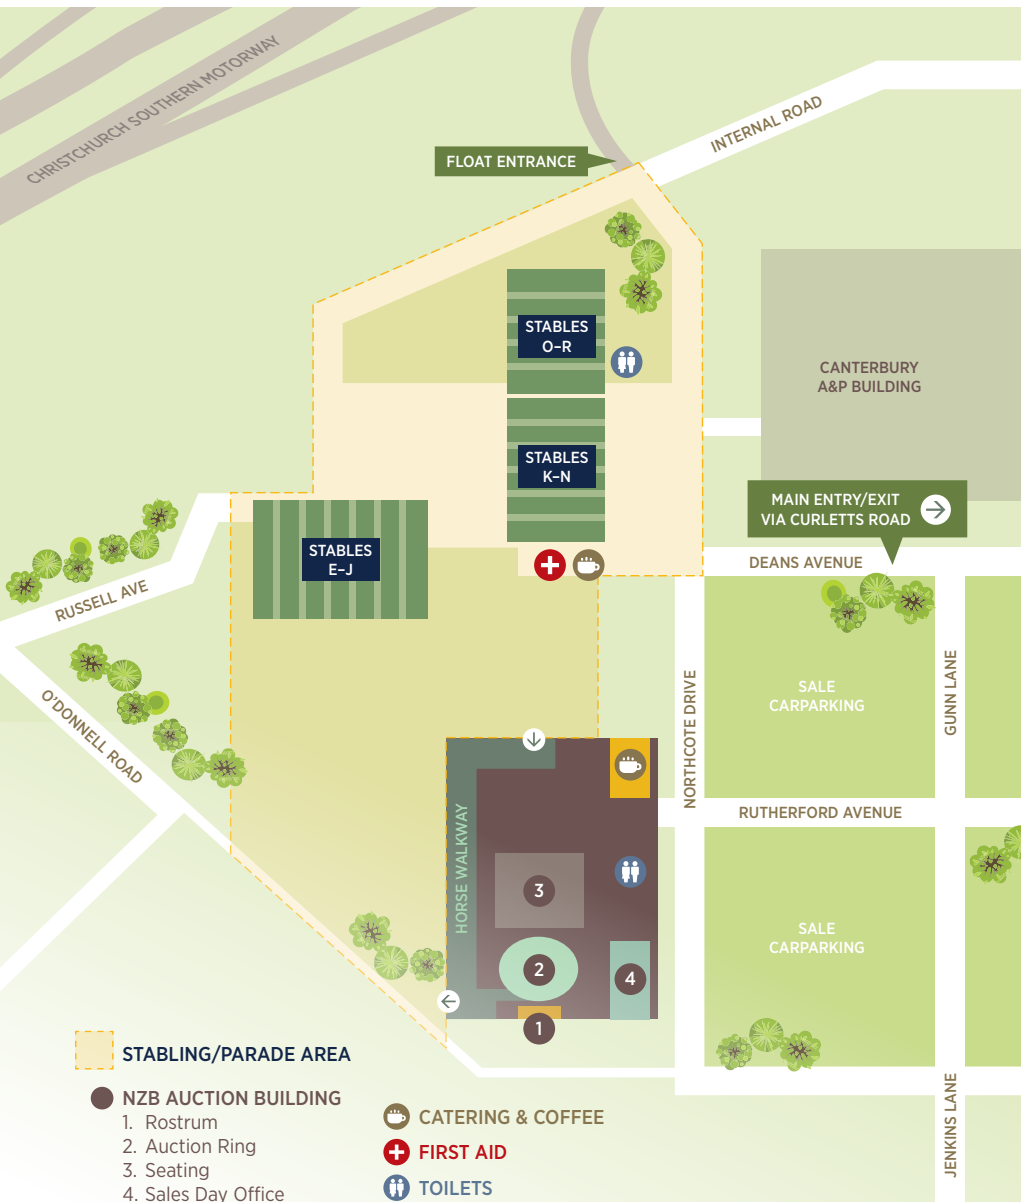 CHRISTCHURCH SOUTHERN MOTORWAY
INTERNAL ROAD
FLOAT ENTRANCE
STABLES
O–R
CANTERBURY
A&P BUILDING
STABLES
K–N
MAIN ENTRY/EXIT
VIA CURLETTS ROAD
STABLES
E–J
DEANS AVENUE
RUSSELL AVE
O'DONNELL ROAD
NORTHCOTE DRIVE
SALE
CARPARKING
GUNN LANE
RUTHERFORD AVENUE
HORSE WALKWAY
3
2
4
1
SALE
CARPARKING
JENKINS LANE
STABLING/PARADE AREA
NZB AUCTION BUILDING
1. Rostrum
2. Auction Ring
3. Seating
4. Sales Day Office
CATERING & COFFEE
FIRST AID
TOILETS